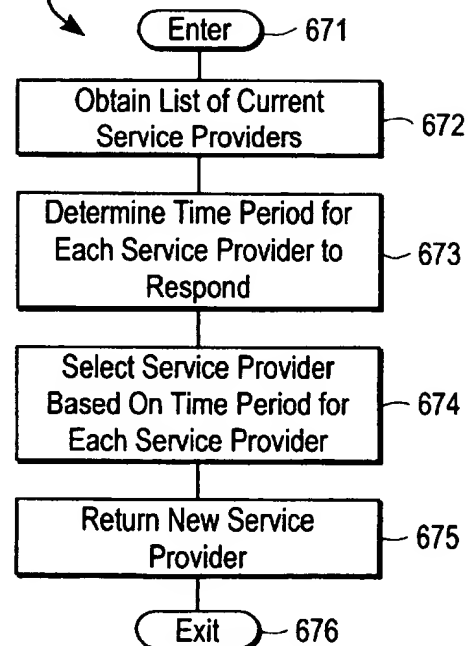 Enter
671
Obtain List of Current
Service Providers
672
Determine Time Period for
Each Service Provider to
Respond
673
Select Service Provider
Based On Time Period for
Each Service Provider
674
Return New Service
Provider
675
Exit
676